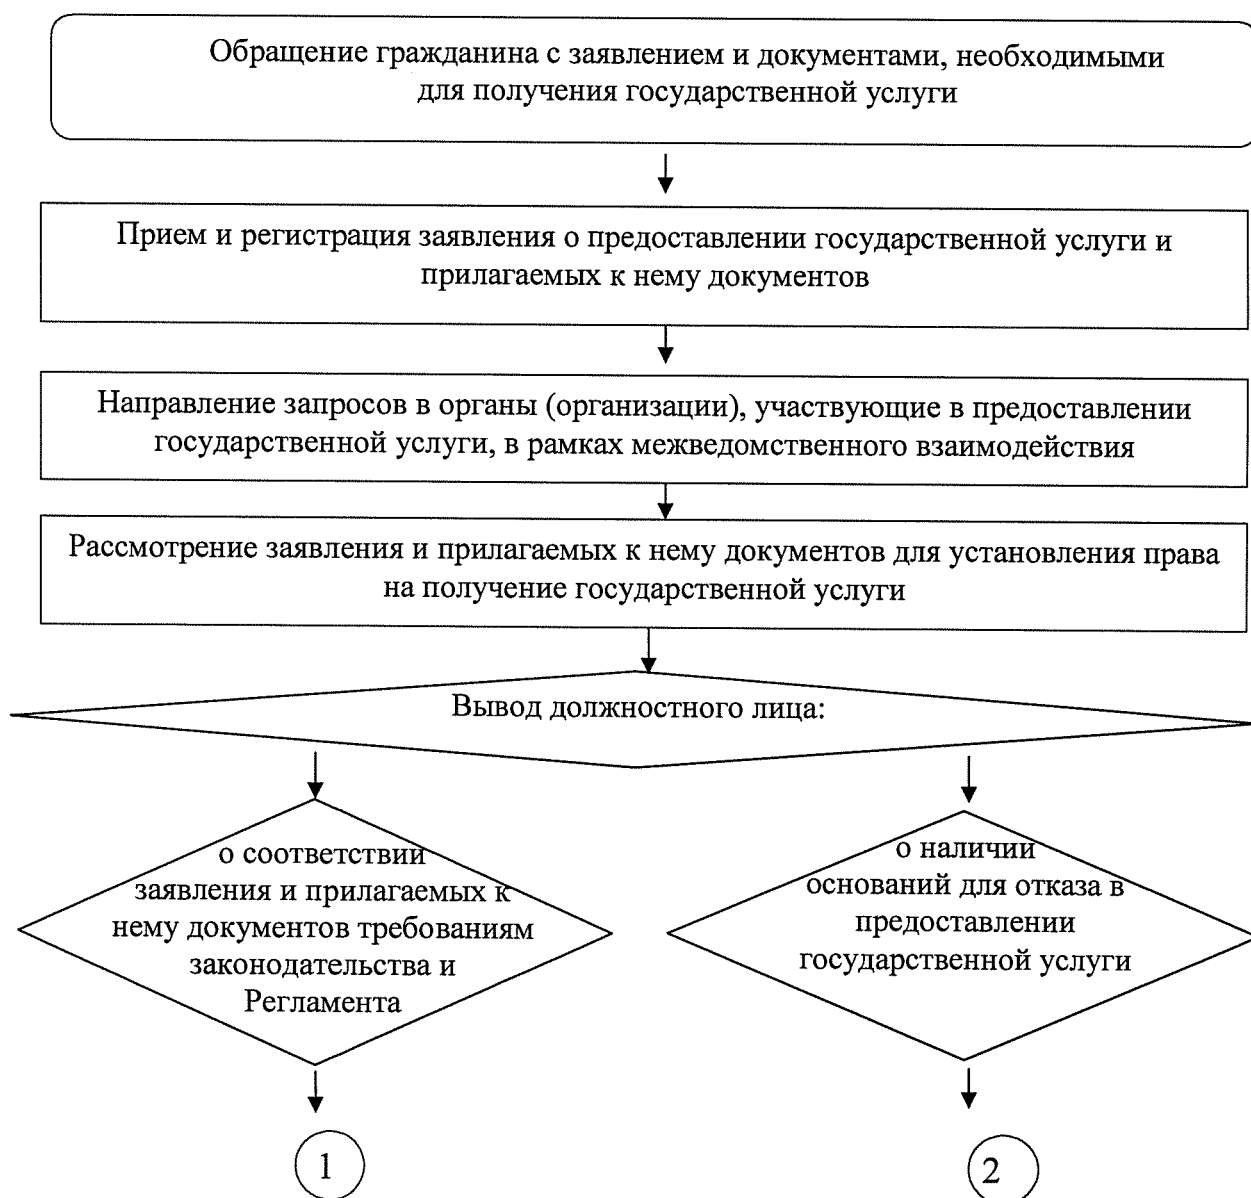 Обращение гражданина с заявлением и документами, необходимыми
для получения государственной услуги
Прием и регистрация заявления о предоставлении государственной услуги и
прилагаемых к нему документов
Направление запросов в органы (организации), участвующие в предоставлении
государственной услуги, в рамках межведомственного взаимодействия
Рассмотрение заявления и прилагаемых к нему документов для установления права
на получение государственной услуги
Вывод должностного лица:
о соответствии
заявления и прилагаемых к
нему документов требованиям
законодательства и
Регламента
о наличии
оснований для отказа в
предоставлении
государственной услуги
1
2